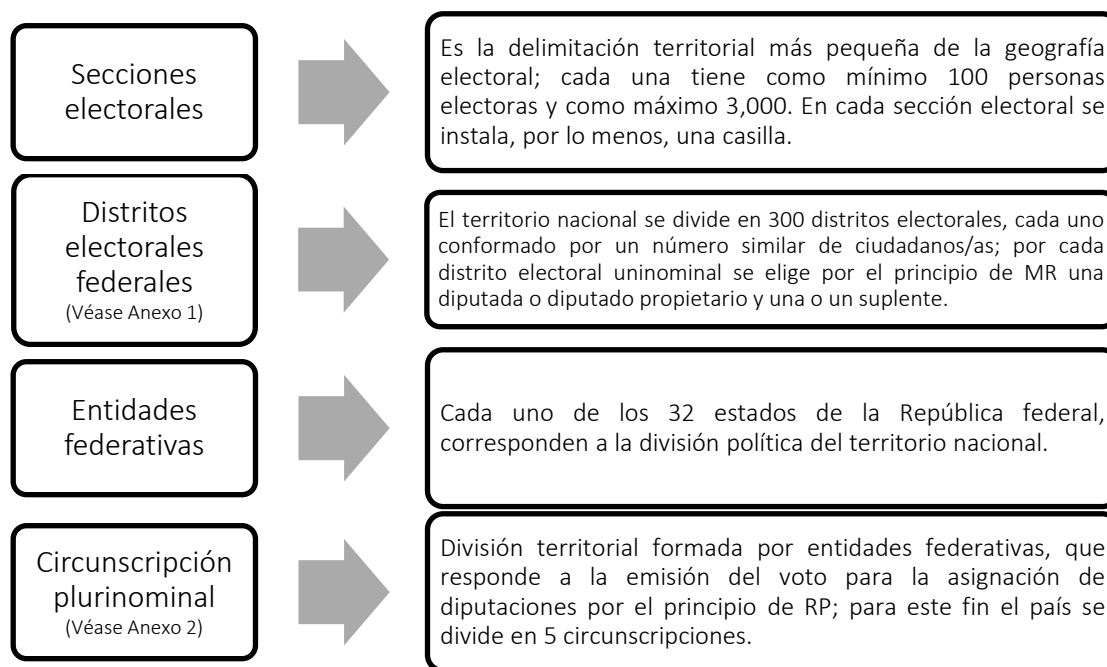 Secciones
electorales
Es la delimitación territorial más pequeña de la geografía
electoral; cada una tiene como mínimo 100 personas
electoras y como máximo 3,000. En cada sección electoral se
instala, por lo menos, una casilla.
Distritos
electorales
federales
(Véase Anexo 1)
El territorio nacional se divide en 300 distritos electorales, cada uno
conformado por un número similar de ciudadanos/as; por cada
distrito electoral uninominal se elige por el principio de MR una
diputada o diputado propietario y una o un suplente.
Entidades
federativas
Cada uno de los 32 estados de la República federal,
corresponden a la división política del territorio nacional.
Circunscripción
plurinominal
(Véase Anexo 2)
División territorial formada por entidades federativas, que
responde a la emisión del voto para la asignación de
diputaciones por el principio de RP; para este fin el país se
divide en 5 circunscripciones.